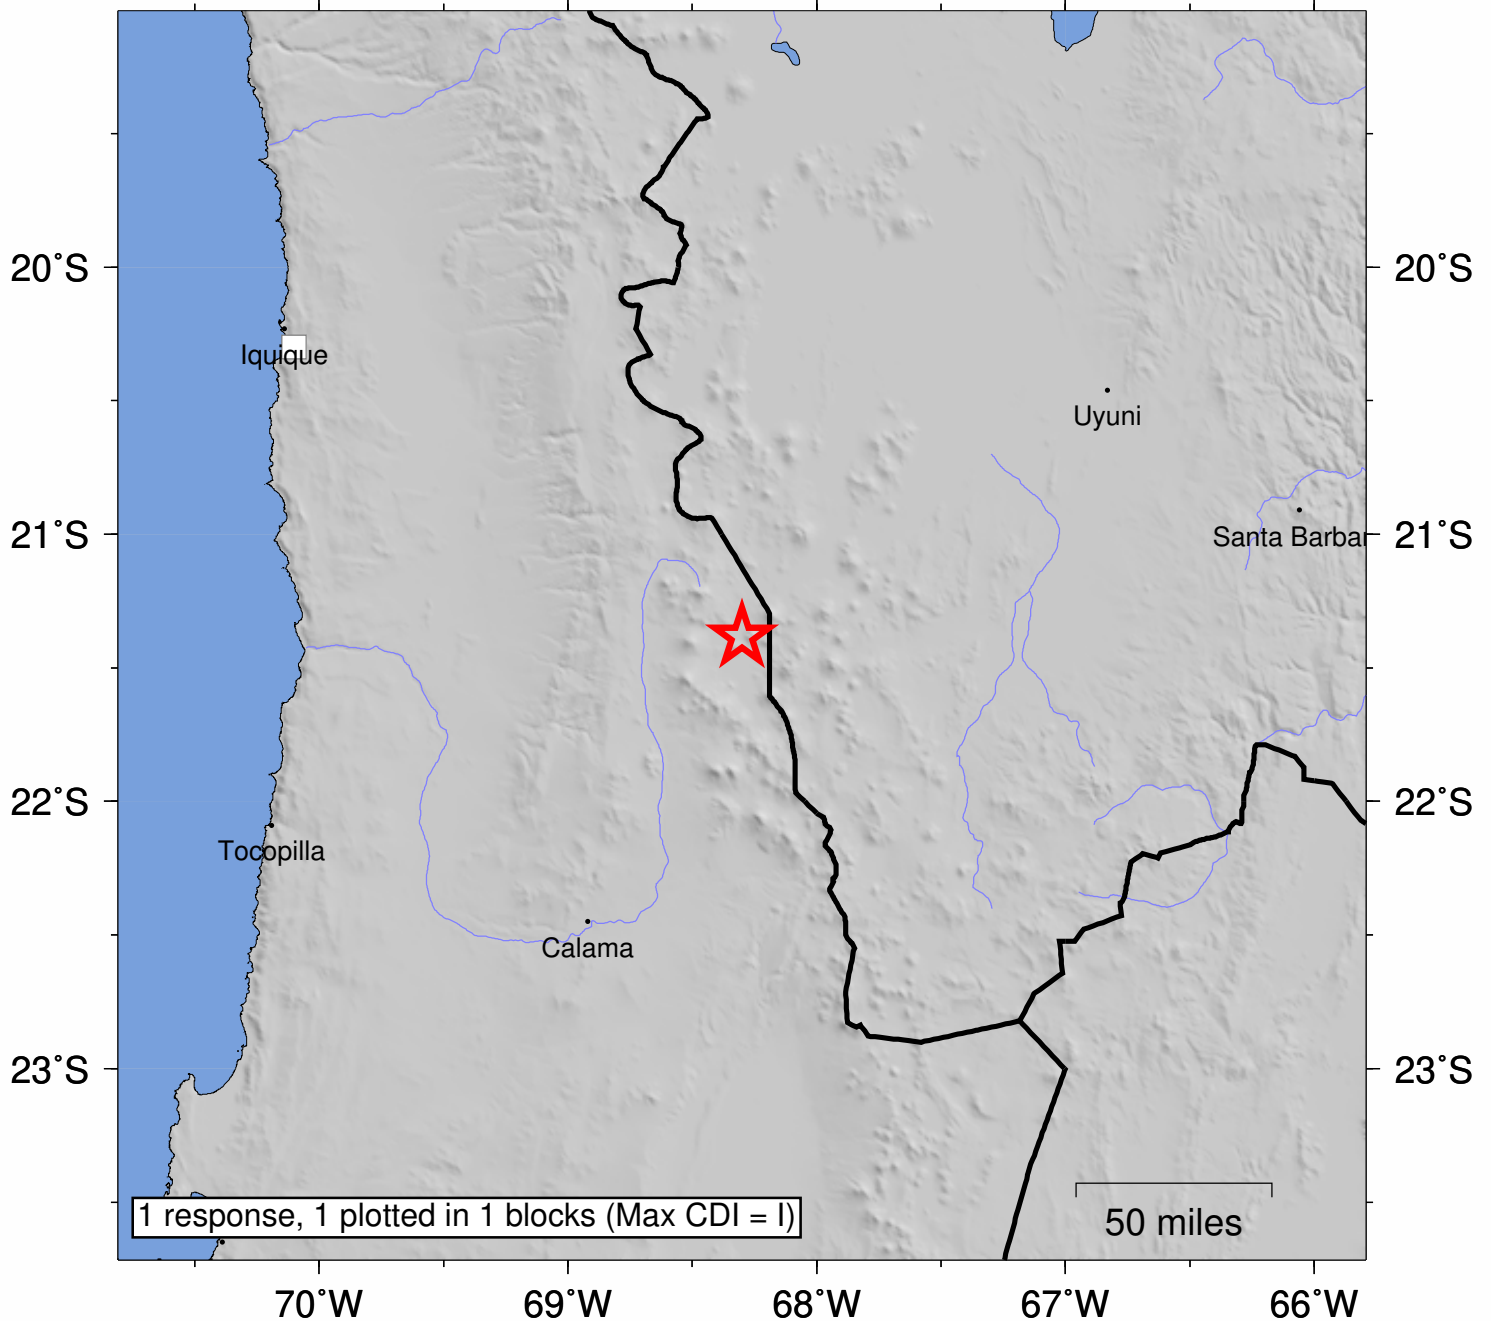 20°S
20°S
Iquique
Uyuni
21°S
Santa Barbar
21°S
22°S
22°S
Tocopilla
Calama
23°S
23°S
1 response, 1 plotted in 1 blocks (Max CDI = I)
50 miles
70°W
69°W
68°W
67°W
66°W